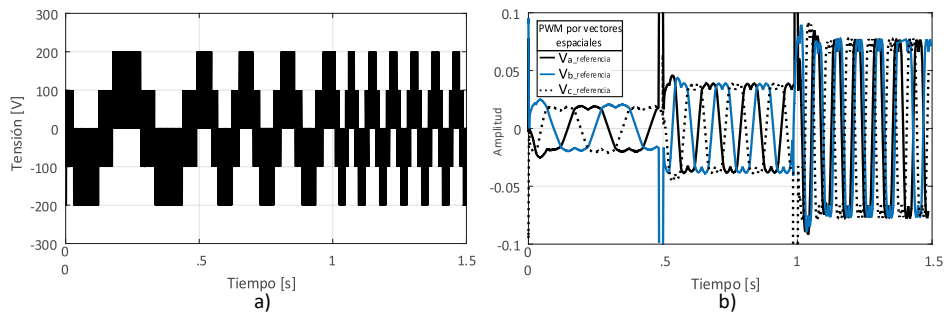 300
200
100
0
-100
-200
-300
Tensión [V]
0
0
.5
1
1.5
Tiempo [s]
a)
0.1
0.05
0
-0.05
-0.1
Amplitud
PWM por vectores
espaciales
Va_referencia
Vb_referencia
Vc_referencia
0
0
.5
1
1.5
Tiempo [s]
b)